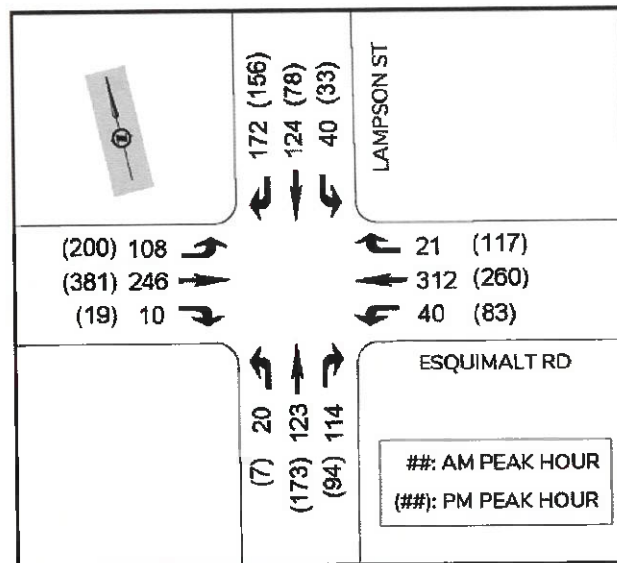 172 (156)
124 (78)
40 (33)
LAMPSON ST
N
(200) 108
(381) 246
(19) 10
21 (117)
312 (260)
40 (83)
ESQUIMALT RD
(7) 20
(173) 123
(94) 114
##: AM PEAK HOUR
(##): PM PEAK HOUR